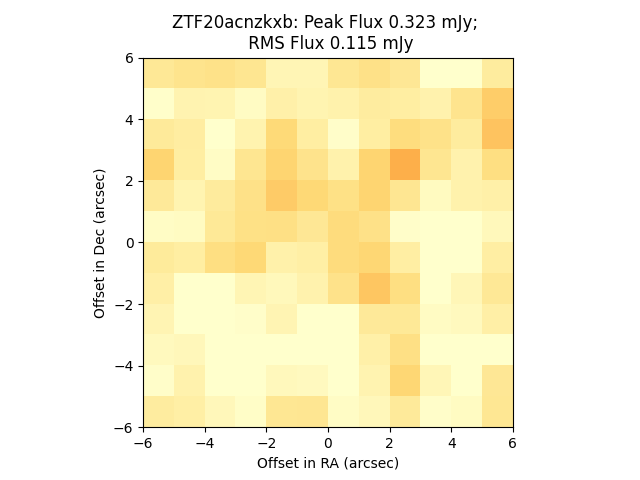 ZTF20acnzkxb: Peak Flux 0.323 mJy;
RMS Flux 0.115 mJy
6
4
2
0
−2
−4
−6
Offset in Dec (arcsec)
−6 −4 −2 0 2 4 6
Offset in RA (arcsec)